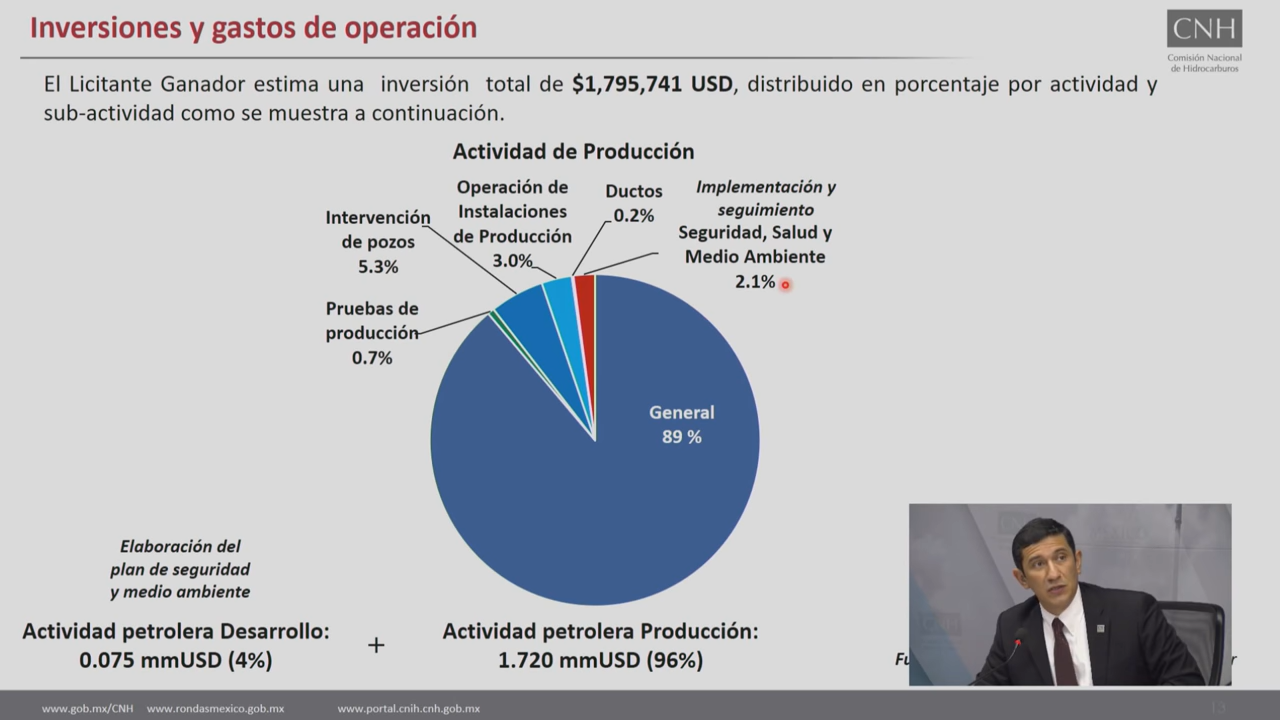 Inversiones y gastos de operación
CNH
Comisión Nacional
de Hidrocarburos
El Licitante Ganador estima una inversión total de $1,795,741 USD, distribuido en porcentaje por actividad y
sub-actividad como se muestra a continuación.
Actividad de Producción
Intervención
de pozos
5.3%
Operación de
Instalaciones
de Producción
3.0%
Ductos
0.2%
Implementación y
seguimiento
Seguridad, Salud y
Medio Ambiente
2.1%
Pruebas de
producción
0.7%
General
89 %
Elaboración del
plan de seguridad
y medio ambiente
Actividad petrolera Desarrollo:
0.075 mmUSD (4%)
+
Actividad petrolera Producción:
1.720 mmUSD (96%)
CNH
www.gob.mx/CNH www.rondasmexico.gob.mx www.portal.cnih.cnh.gob.mx
13